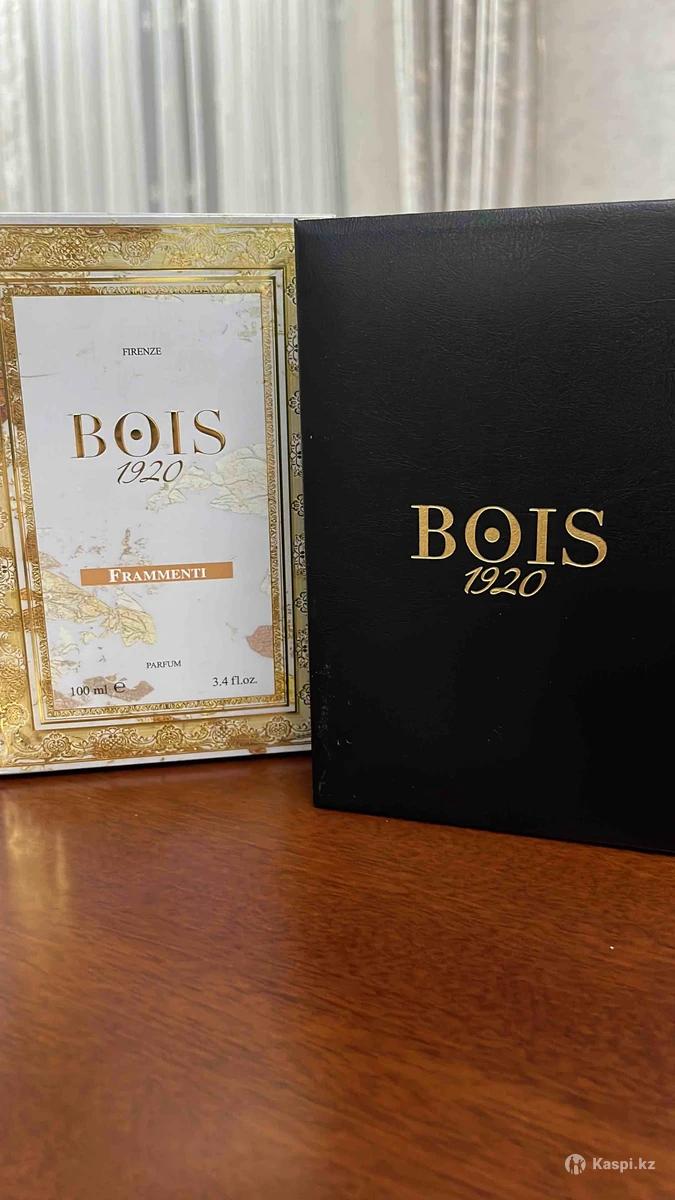 FIRENZE
BOIS
1920
FRAMMENTI
PARFUM
100 ml ℮
3.4 fl.oz.
BOIS
1920
Kaspi.kz